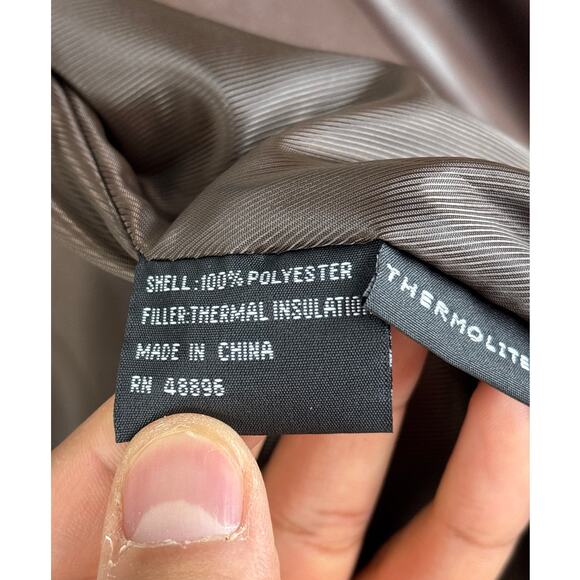 SHELL:100% POLYESTER
FILLER:THERMAL INSULATIO
MADE IN CHINA
RN 48896
THERMOLITE